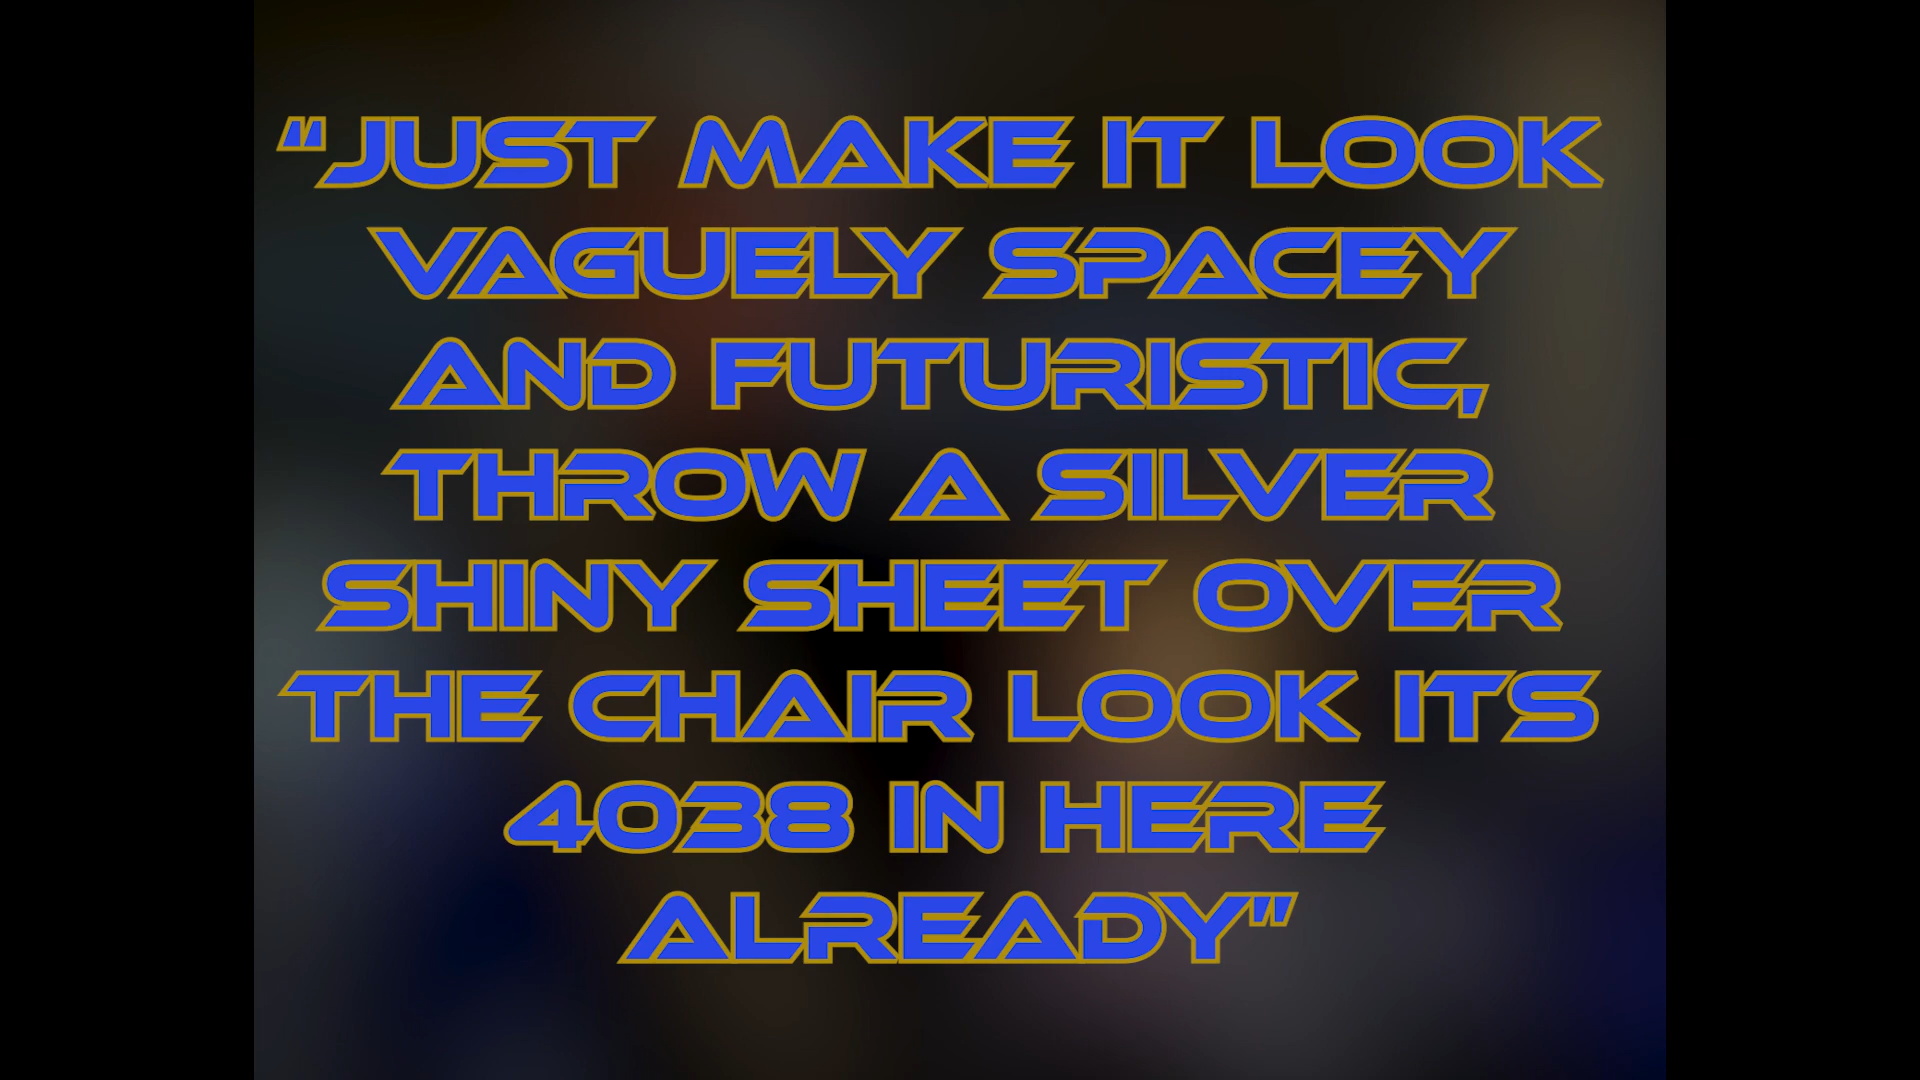 “JUST MAKE IT LOOK
VAGUELY SPACEY
AND FUTURISTIC,
THROW A SILVER
SHINY SHEET OVER
THE CHAIR LOOK ITS
4038 IN HERE
ALREADY”